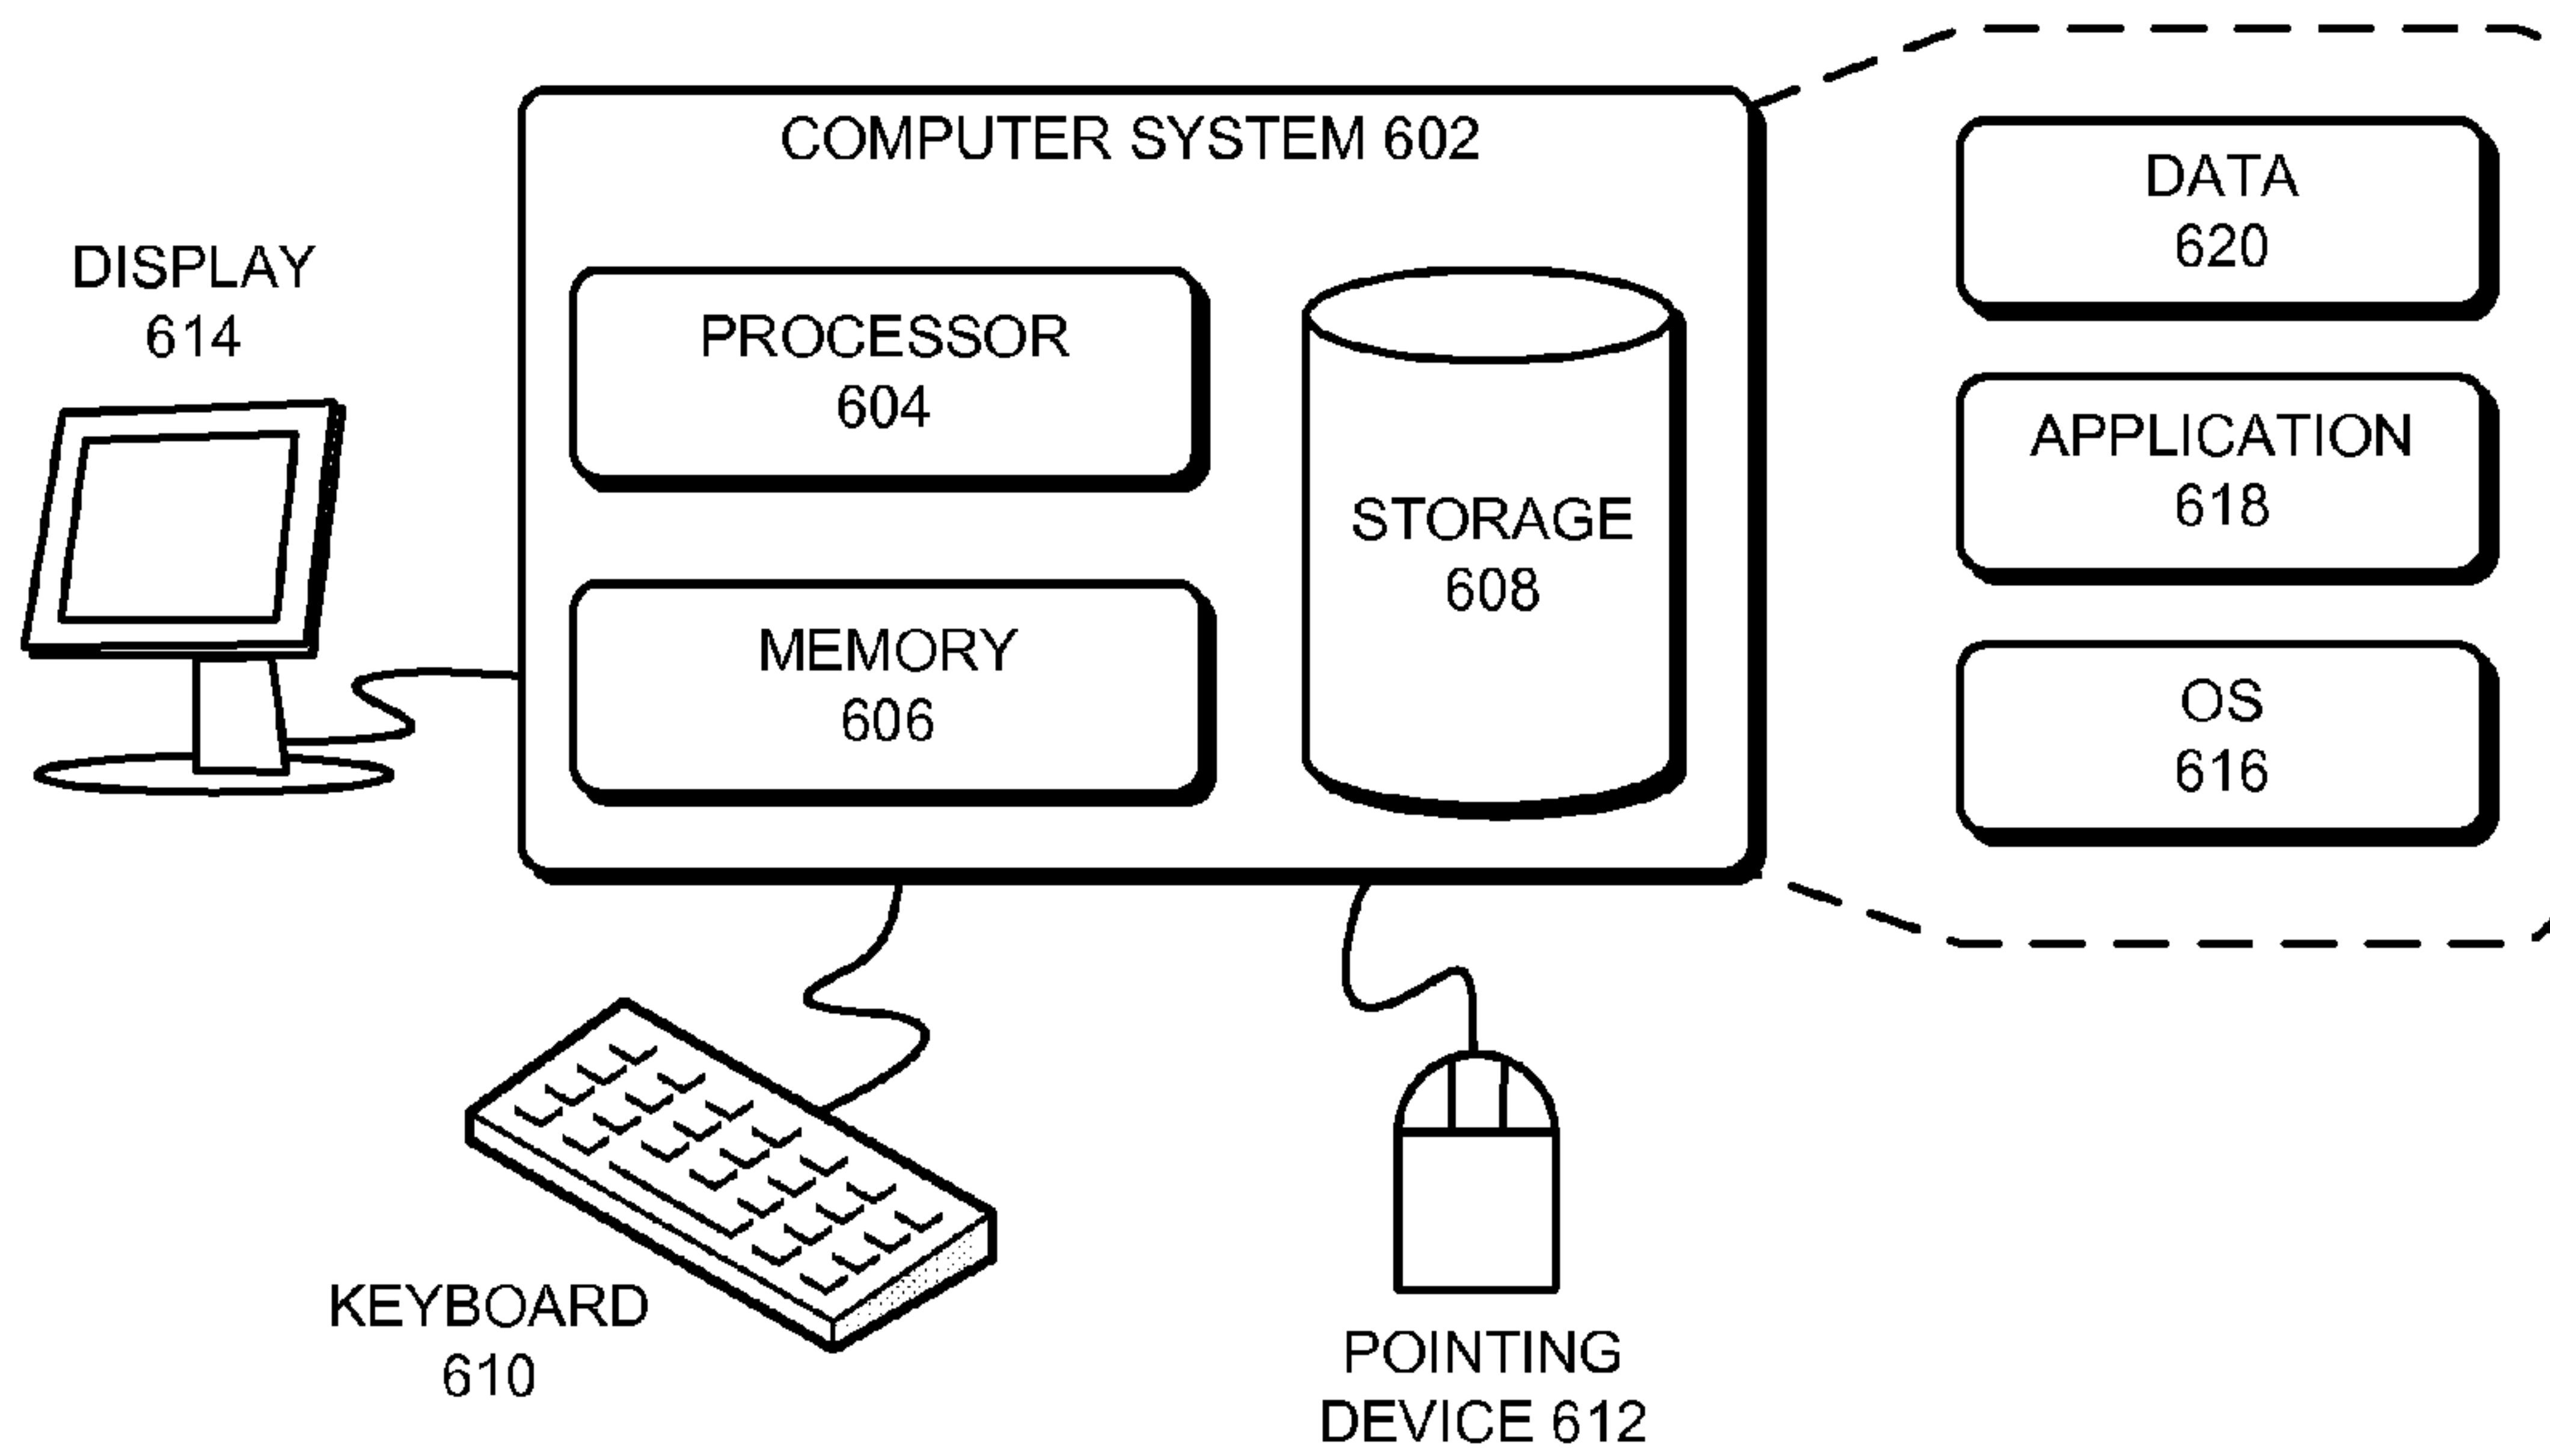 COMPUTER SYSTEM 602
DISPLAY
614
PROCESSOR
604
MEMORY
606
STORAGE
608
DATA
620
APPLICATION
618
OS
616
KEYBOARD
610
POINTING
DEVICE 612